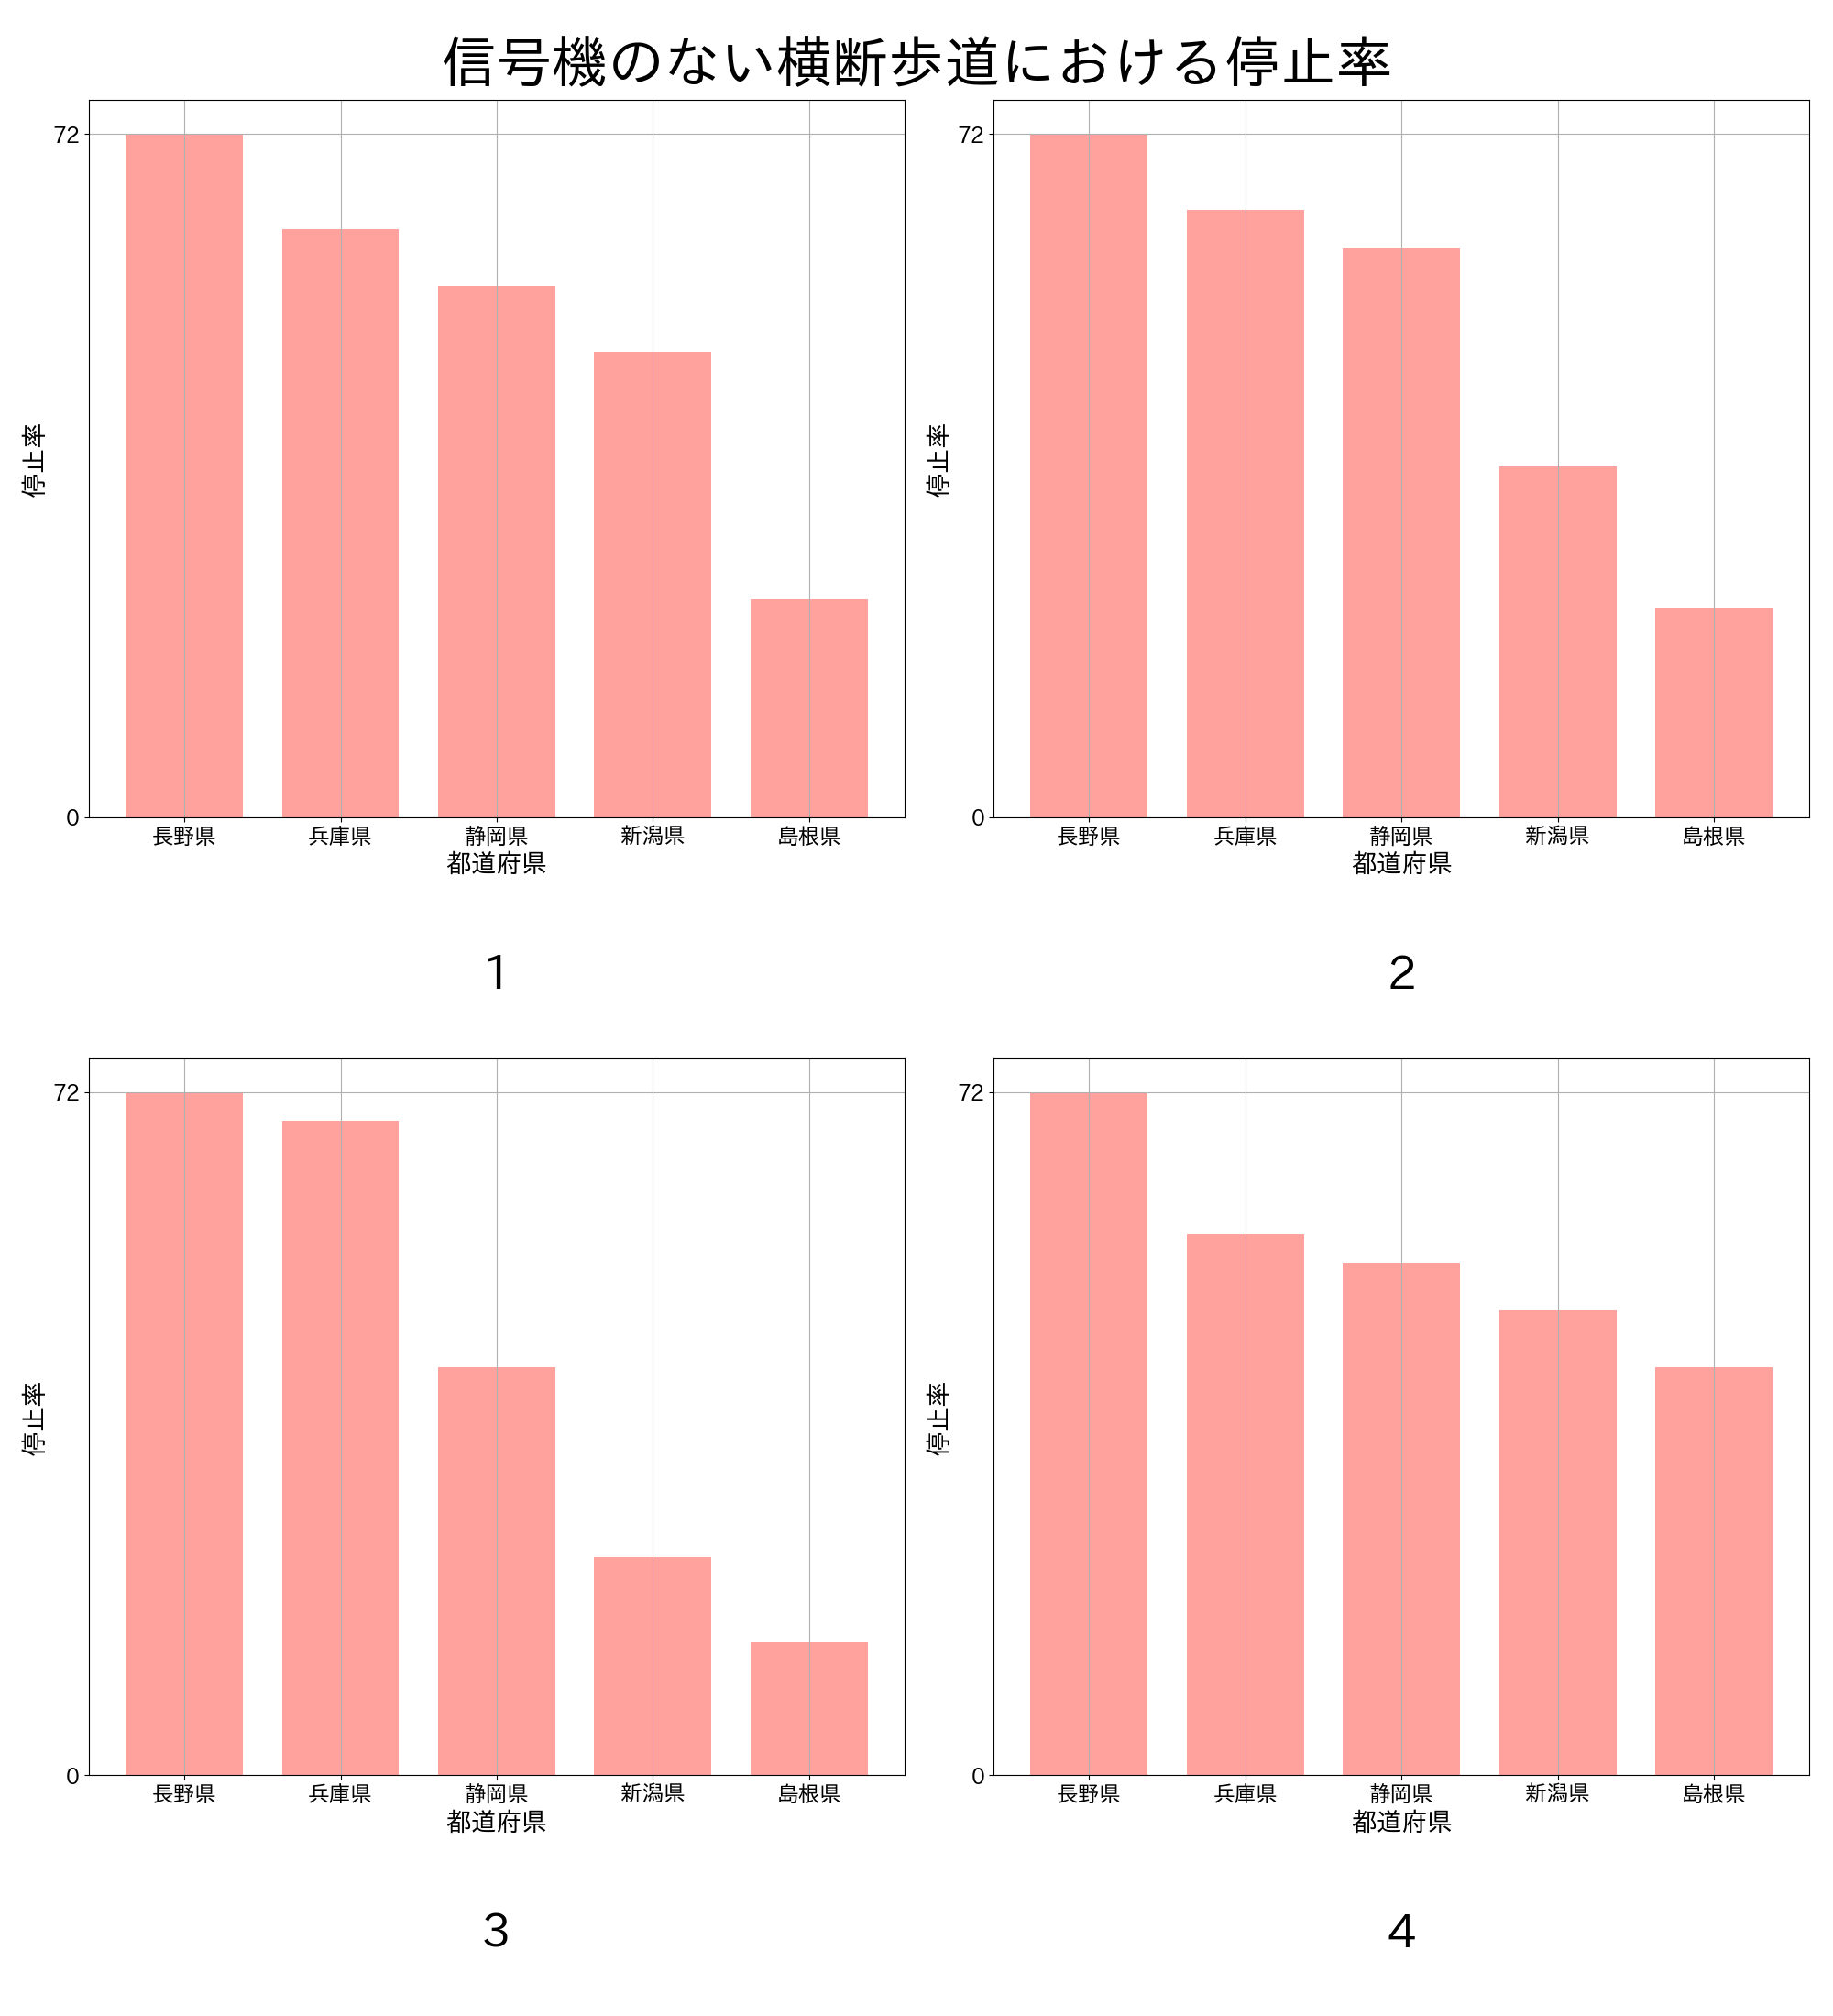 信号機のない横断歩道における停止率
72
停止率
0
長野県 兵庫県 静岡県 新潟県 島根県
都道府県
1
72
停止率
0
長野県 兵庫県 静岡県 新潟県 島根県
都道府県
2
72
停止率
0
長野県 兵庫県 静岡県 新潟県 島根県
都道府県
3
72
停止率
0
長野県 兵庫県 静岡県 新潟県 島根県
都道府県
4